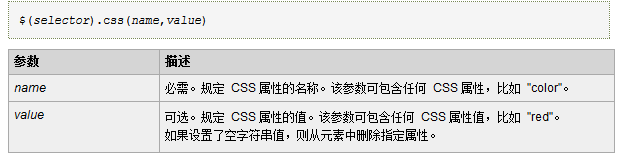 $(selector).css(name,value)
参数 描述
name 必需。规定 CSS 属性的名称。该参数可包含任何 CSS 属性，比如 "color"。
value 可选。规定 CSS 属性的值。该参数可包含任何 CSS 属性值，比如 "red"。
如果设置了空字符串值，则从元素中删除指定属性。